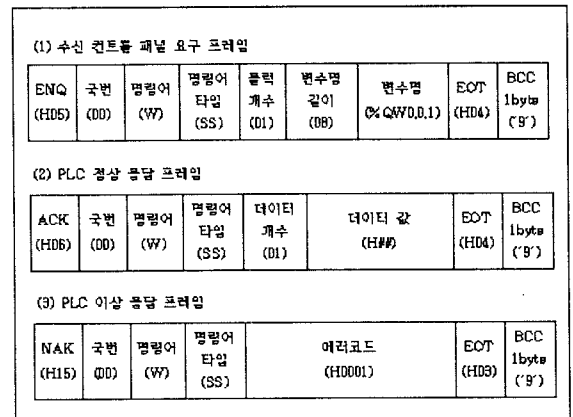 (1) 수신 컨트롤 패널 요구 프레임
ENQ (H05) 국번 (00) 명령어 (W) 명령어 타입 (SS) 블럭 개수 (01) 변수명 길이 (08) 변수명 (%QW0,0,1) EOT (H04) BCC 1byte ('9')
(2) PLC 정상 응답 프레임
ACK (H06) 국번 (00) 명령어 (W) 명령어 타입 (SS) 데이터 개수 (01) 데이터 값 (H##) EOT (H04) BCC 1byte ('9')
(3) PLC 이상 응답 프레임
NAK (H15) 국번 (00) 명령어 (W) 명령어 타입 (SS) 에러코드 (H0001) EOT (H03) BCC 1byte ('9')